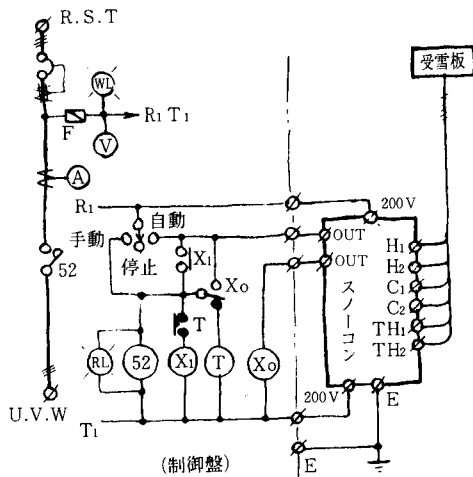 R.S.T
受雪板
WL
F
R₁ T₁
V
A
R₁
200V
自動
手動
停止
OUT
OUT
H₁
H₂
C₁
C₂
TH₁
TH₂
スノーコン
52
X₁
X₀
T
RL
52
X₁
T
X₀
200V
E
U.V.W
T₁
E
(制御盤)